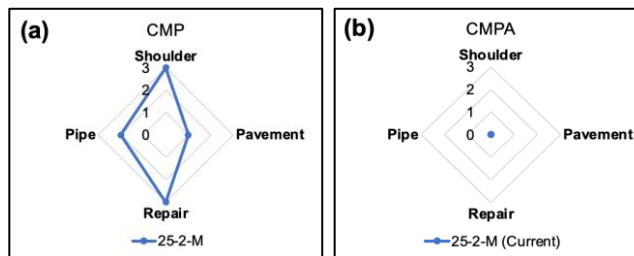 (a)
CMP
Shoulder
3
2
1
0
Pipe
Pavement
Repair
25-2-M
(b)
CMPA
Shoulder
3
2
1
0
Pipe
Pavement
Repair
25-2-M (Current)